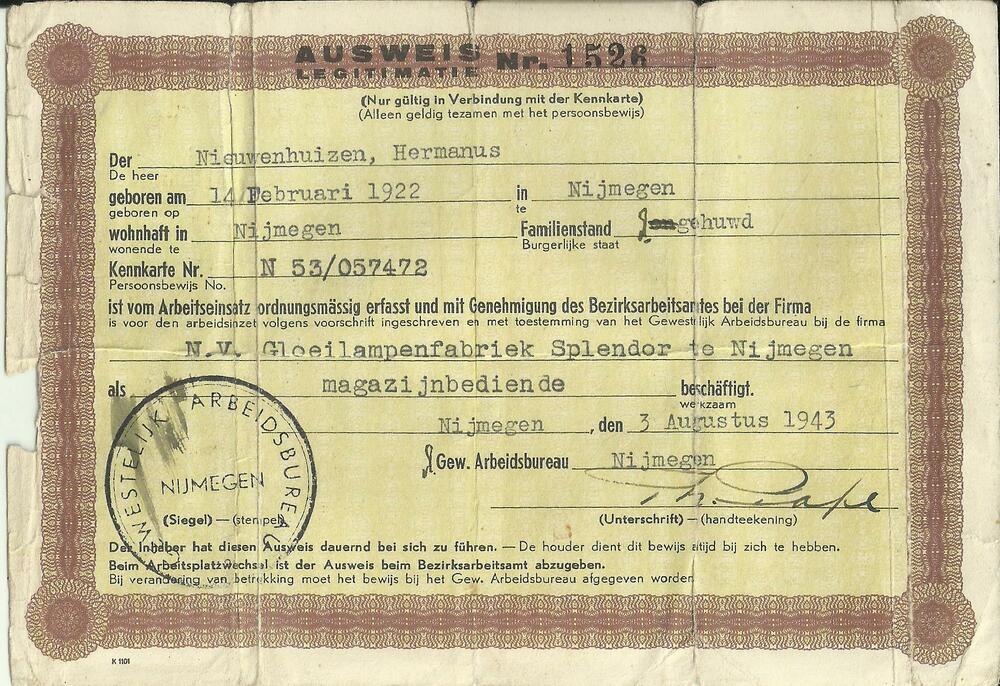 AUSWEIS Nr. 1526
LEGITIMATIE
(Nur gültig in Verbindung mit der Kennkarte)
(Alleen geldig tezamen met het persoonsbewijs)
Der Nieuwenhuizen, Hermanus
De heer
geboren am 14 Februari 1922 in Nijmegen
geboren op te
wohnhaft in Nijmegen Familienstand gehuwd
wonende te Burgerlijke staat
Kennkarte Nr. N 53/057472
Persoonsbewijs No.
ist vom Arbeitseinsatz ordnungsmässig erfasst und mit Genehmigung des Bezirksarbeitsamtes bei der Firma
is voor den arbeidsinzet volgens voorschrift ingeschreven en met toestemming van het Gewestelijk Arbeidsbureau bij de firma
N.V. Gloeilampenfabriek Splendor te Nijmegen
als magazijnbediende beschäftigt.
werkzaam
Nijmegen, den 3 Augustus 1943
Gew. Arbeidsbureau Nijmegen
Th. Pape
(Siegel) — (stempel) (Unterschrift) — (handteekening)
WESTELIJK ARBEIDSBUREAU
NIJMEGEN
Der Inhaber hat diesen Ausweis dauernd bei sich zu führen. — De houder dient dit bewijs altijd bij zich te hebben.
Beim Arbeitsplatzwechsel ist der Ausweis beim Bezirksarbeitsamt abzugeben.
Bij verandering van betrekking moet het bewijs bij het Gew. Arbeidsbureau afgegeven worden
K 1101